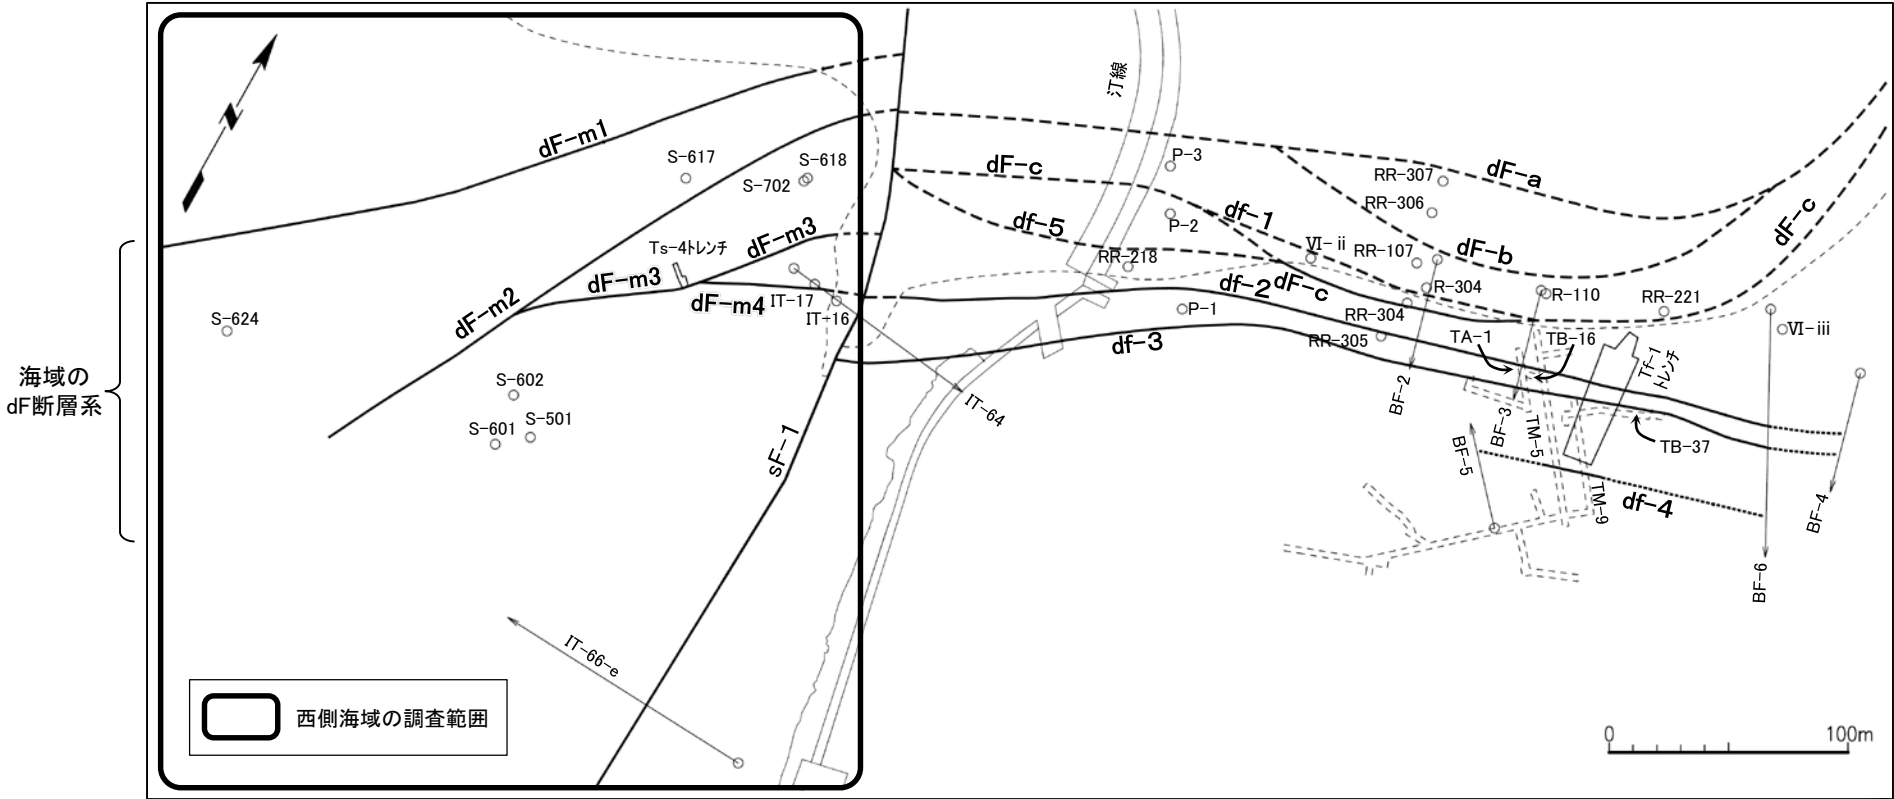 汀線
dF-m1
S-617
S-618
S-702
dF-c
P-3
RR-307
dF-a
RR-306
dF-c
df-5
P-2
df-1
Ts-4トレンチ
dF-m3
dF-m3
RR-218
Ⅵ-ⅱ
RR-107
dF-b
海域の
dF断層系
S-624
dF-m2
dF-m4
IT-17
IT-16
df-2
dF-c
R-304
R-110
RR-221
P-1
RR-304
RR-305
df-3
TA-1
TB-16
Tf-1
トレンチ
Ⅵ-ⅲ
S-602
S-501
S-601
IT-64
BF-2
BF-3
TM-5
TB-37
sF-1
BF-5
TM-9
df-4
BF-4
BF-6
IT-66-e
西側海域の調査範囲
0
100m